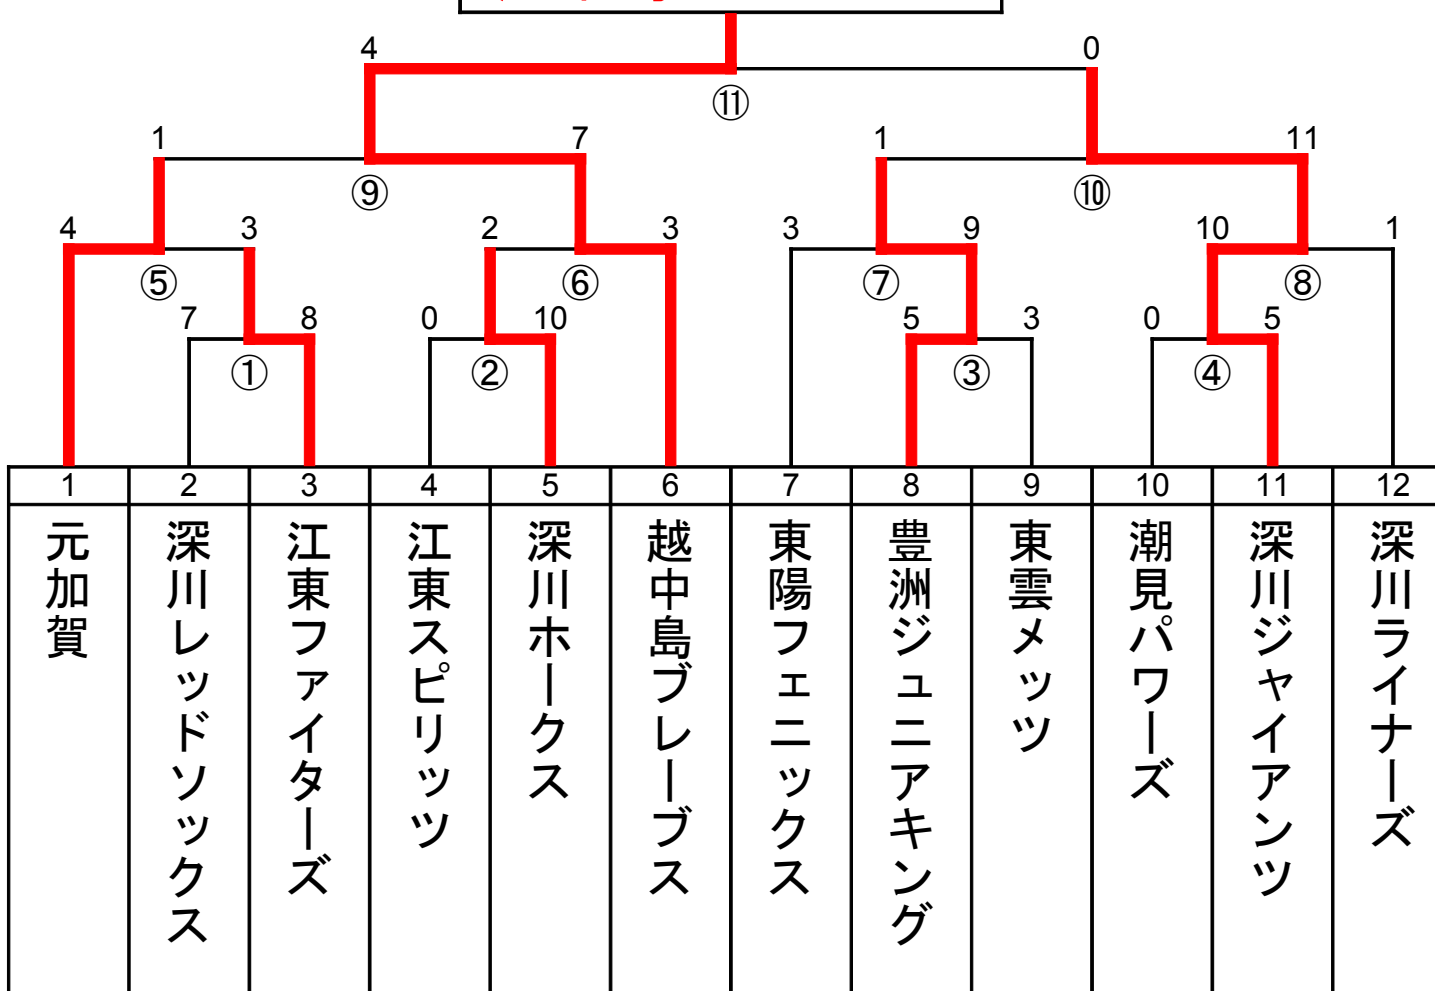 4 0
⑪
1 7 1 11
⑨ ⑩
4 3 2 3 3 9 10 1
⑤ ⑥ ⑦ ⑧
7 8 0 10 5 3 0 5
① ② ③ ④
1 2 3 4 5 6 7 8 9 10 11 12
元加賀
深川レッドソックス
江東ファイターズ
江東スピリッツ
深川ホークス
越中島ブレーブス
東陽フェニックス
豊洲ジュニアキング
東雲メッツ
潮見パワーズ
深川ジャイアンツ
深川ライナーズ